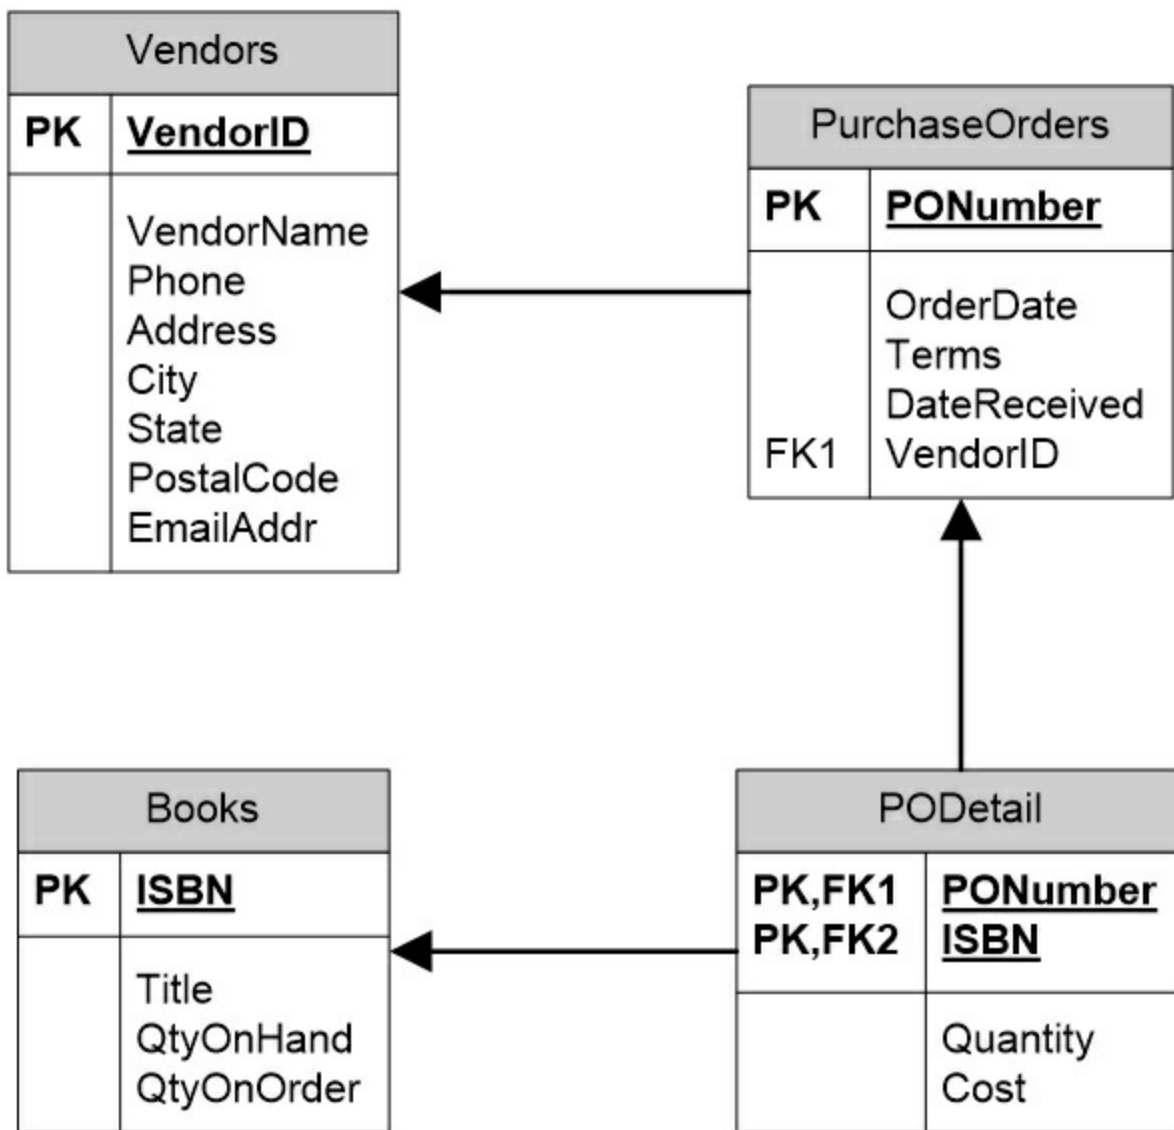 Vendors
PK VendorID
VendorName
Phone
Address
City
State
PostalCode
EmailAddr
PurchaseOrders
PK PONumber
OrderDate
Terms
DateReceived
FK1 VendorID
Books
PK ISBN
Title
QtyOnHand
QtyOnOrder
PODetail
PK,FK1 PONumber
PK,FK2 ISBN
Quantity
Cost